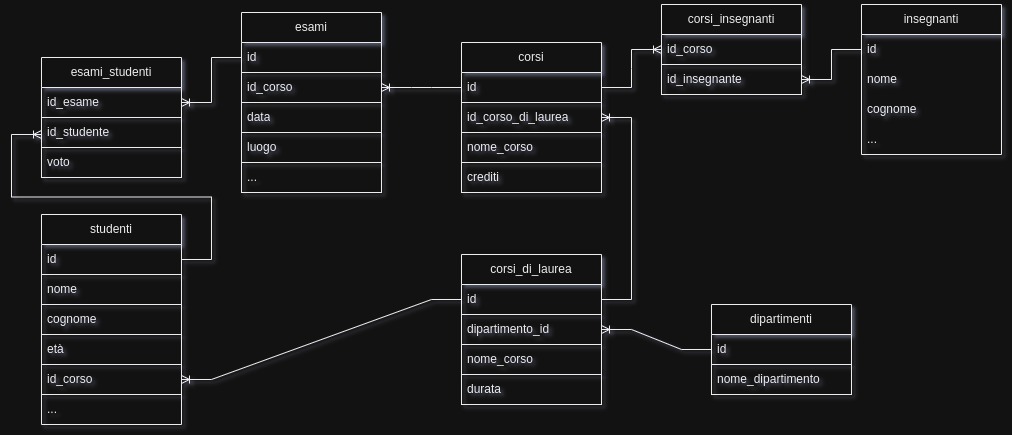 esami_studenti
id_esame
id_studente
voto
esami
id
id_corso
data
luogo
...
corsi
id
id_corso_di_laurea
nome_corso
crediti
corsi_insegnanti
id_corso
id_insegnante
insegnanti
id
nome
cognome
...
studenti
id
nome
cognome
età
id_corso
...
corsi_di_laurea
id
dipartimento_id
nome_corso
durata
dipartimenti
id
nome_dipartimento